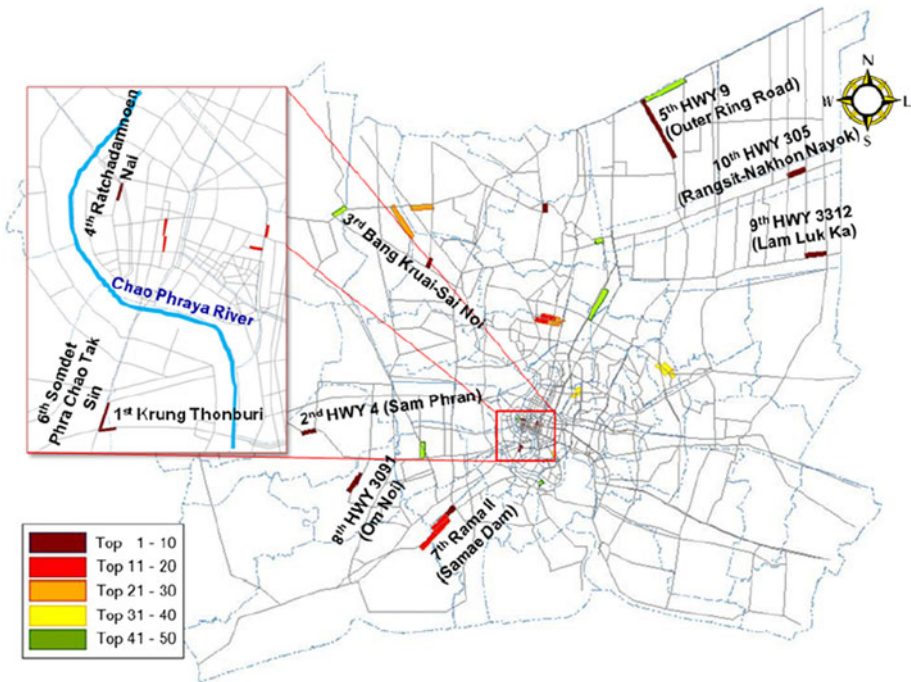 N
W
L
S
5th HWY 9
(Outer Ring Road)
10th HWY 305
(Rangsit-Nakhon Nayok)
9th HWY 3312
(Lam Luk Ka)
4th Ratchadamnoen
Nai
3rd Bang Kruai-Sai Noi
Chao Phraya River
6th Somdet
Phra Chao Tak
Sin
1st Krung Thonburi
2nd HWY 4 (Sam Phran)
8th HWY 3091
(Om Noi)
7th Rama II
(Samae Dam)
Top 1 - 10
Top 11 - 20
Top 21 - 30
Top 31 - 40
Top 41 - 50